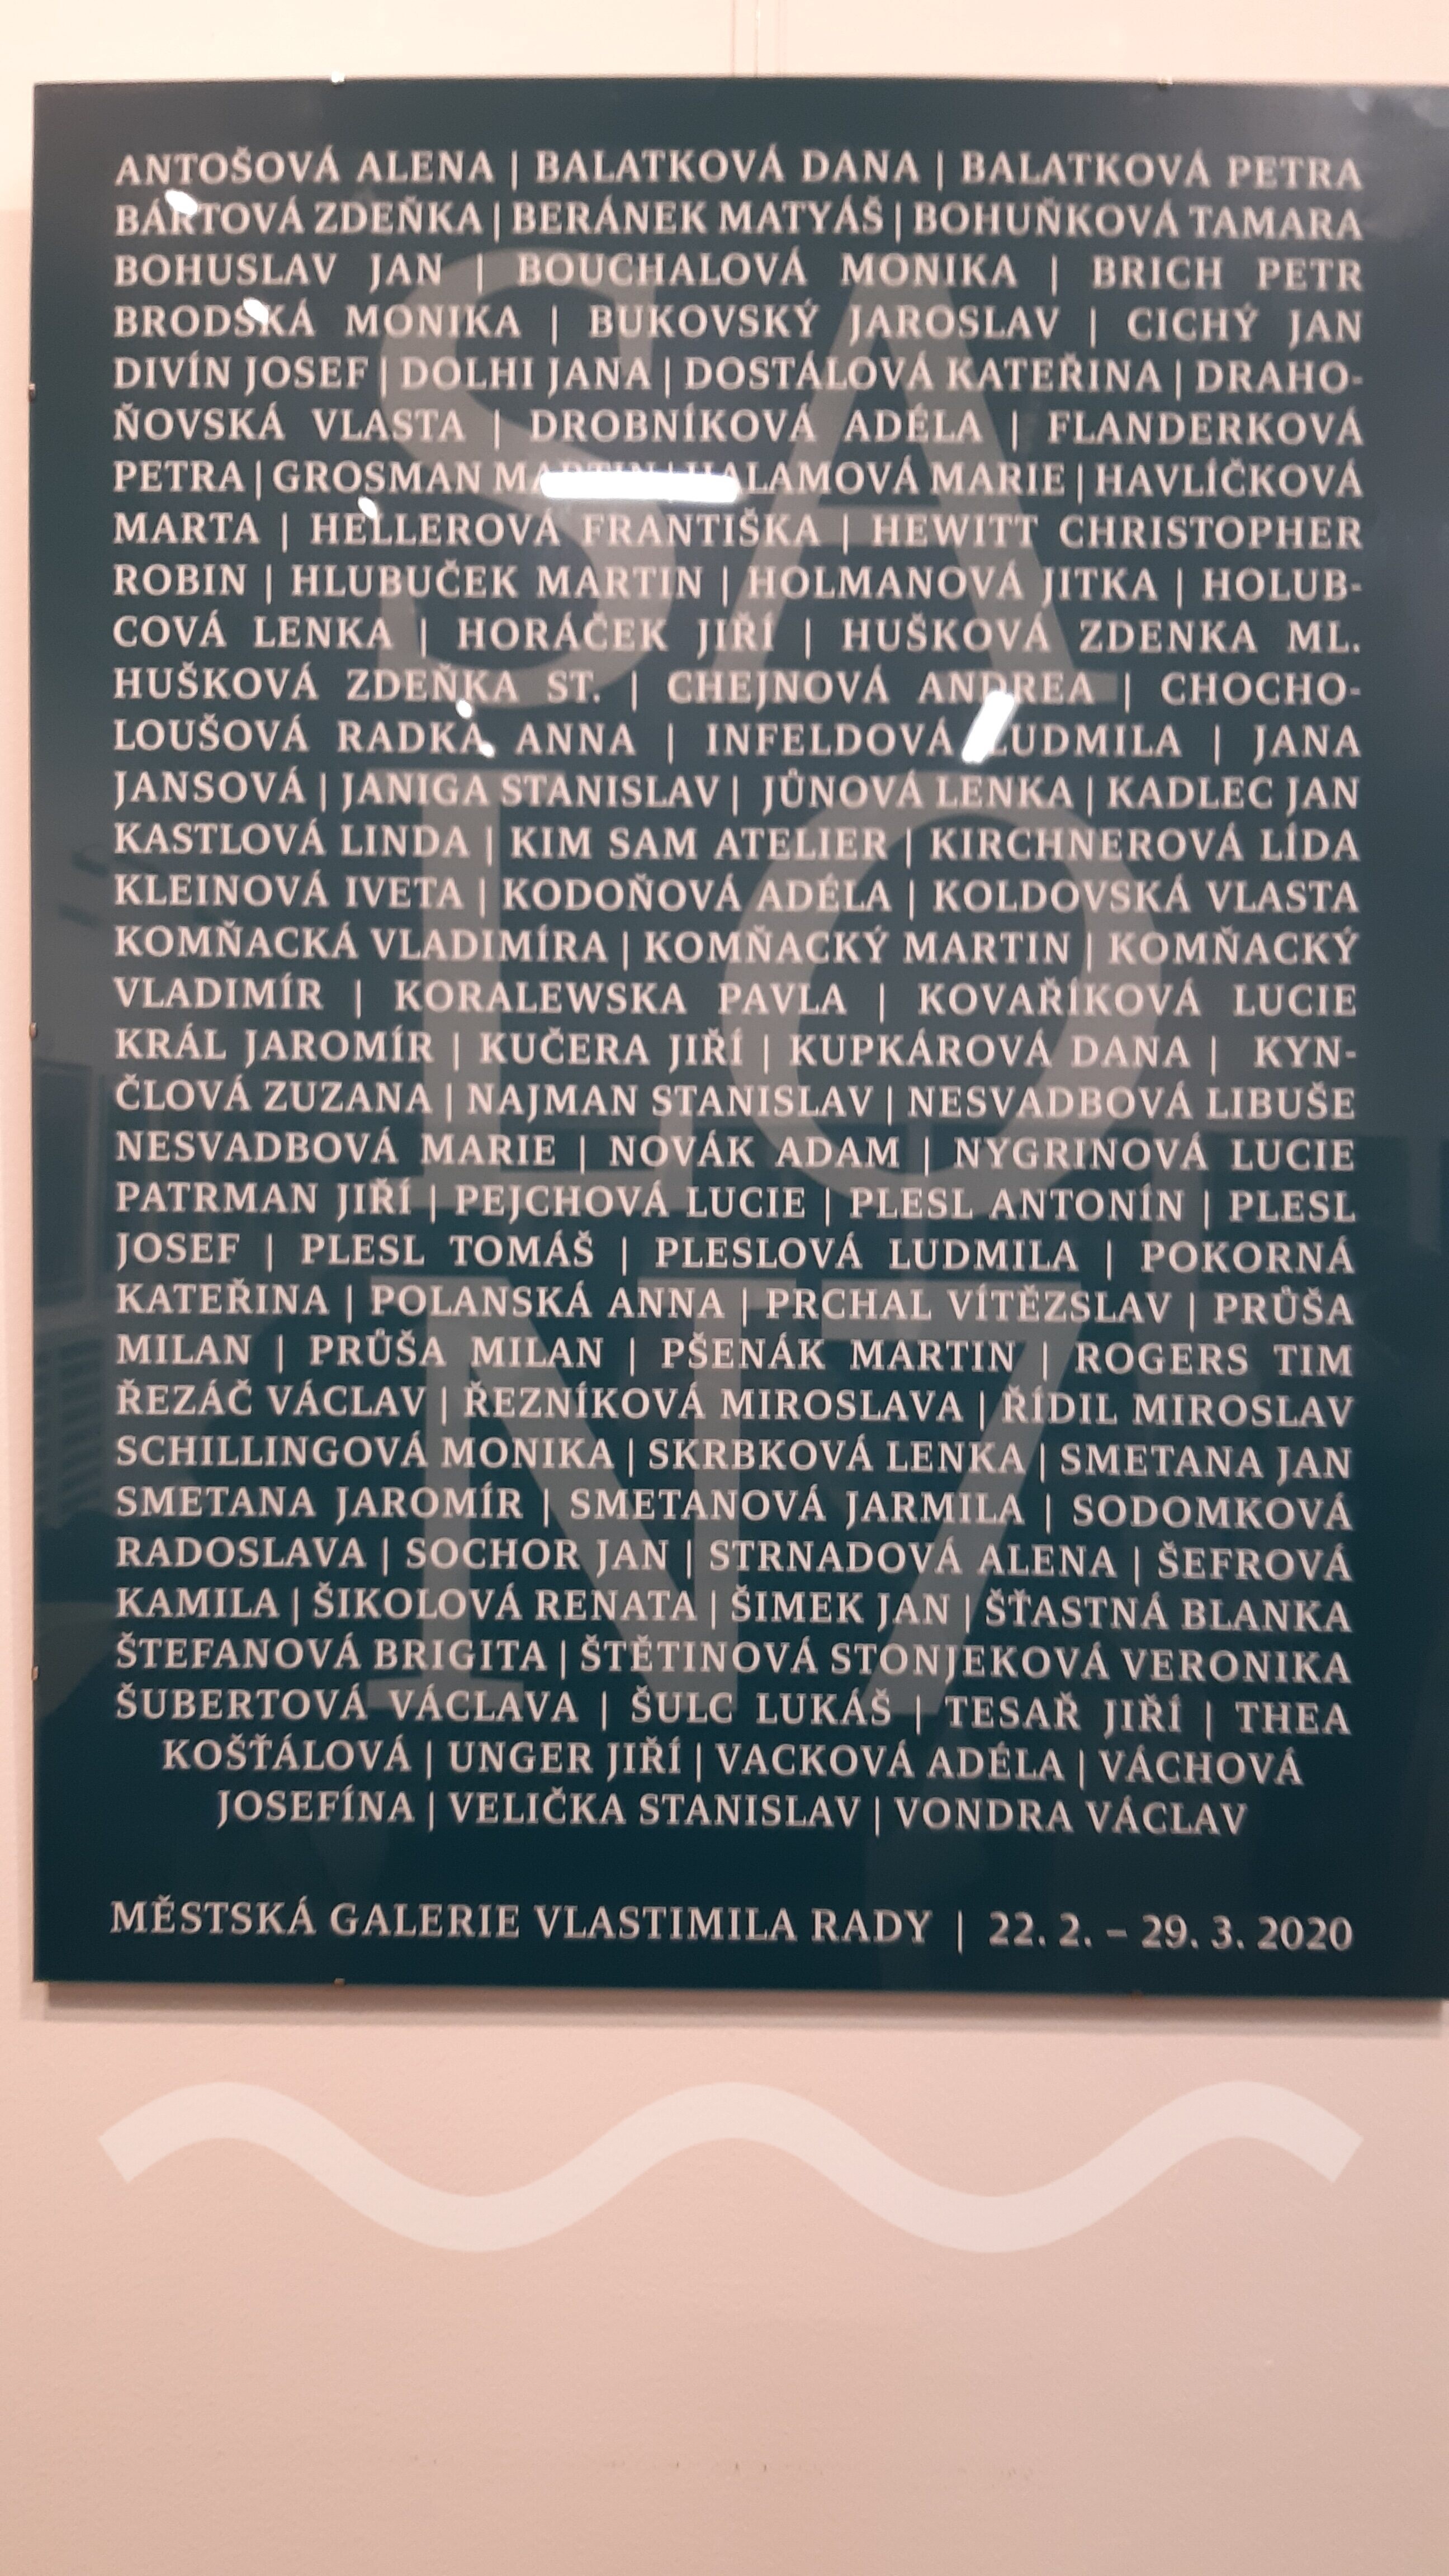 ANTOŠOVÁ ALENA | BALATKOVÁ DANA | BALATKOVÁ PETRA
BÁRTOVÁ ZDEŇKA | BERÁNEK MATYÁŠ | BOHUŇKOVÁ TAMARA
BOHUSLAV JAN | BOUCHALOVÁ MONIKA | BRICH PETR
BRODSKÁ MONIKA | BUKOVSKÝ JAROSLAV | CICHÝ JAN
DIVÍN JOSEF | DOLHI JANA | DOSTÁLOVÁ KATEŘINA | DRAHO-
ŇOVSKÁ VLASTA | DROBNÍKOVÁ ADÉLA | FLANDERKOVÁ
PETRA | GROSMAN MARTIN | HALAMOVÁ MARIE | HAVLÍČKOVÁ
MARTA | HELLEROVÁ FRANTIŠKA | HEWITT CHRISTOPHER
ROBIN | HLUBUČEK MARTIN | HOLMANOVÁ JITKA | HOLUB-
COVÁ LENKA | HORÁČEK JIŘÍ | HUŠKOVÁ ZDENKA ML.
HUŠKOVÁ ZDEŇKA ST. | CHEJNOVÁ ANDREA | CHOCHO-
LOUŠOVÁ RADKA ANNA | INFELDOVÁ LUDMILA | JANA
JANSOVÁ | JANIGA STANISLAV | JŮNOVÁ LENKA | KADLEC JAN
KASTLOVÁ LINDA | KIM SAM ATELIER | KIRCHNEROVÁ LÍDA
KLEINOVÁ IVETA | KODOŇOVÁ ADÉLA | KOLDOVSKÁ VLASTA
KOMŇACKÁ VLADIMÍRA | KOMŇACKÝ MARTIN | KOMŇACKÝ
VLADIMÍR | KORALEWSKA PAVLA | KOVAŘÍKOVÁ LUCIE
KRÁL JAROMÍR | KUČERA JIŘÍ | KUPKÁROVÁ DANA | KYN-
ČLOVÁ ZUZANA | NAJMAN STANISLAV | NESVADBOVÁ LIBUŠE
NESVADBOVÁ MARIE | NOVÁK ADAM | NYGRINOVÁ LUCIE
PATRMAN JIŘÍ | PEJCHOVÁ LUCIE | PLESL ANTONÍN | PLESL
JOSEF | PLESL TOMÁŠ | PLESLOVÁ LUDMILA | POKORNÁ
KATEŘINA | POLANSKÁ ANNA | PRCHAL VÍTĚZSLAV | PRŮŠA
MILAN | PRŮŠA MILAN | PŠENÁK MARTIN | ROGERS TIM
ŘEZÁČ VÁCLAV | ŘEZNÍKOVÁ MIROSLAVA | ŘÍDIL MIROSLAV
SCHILLINGOVÁ MONIKA | SKRBKOVÁ LENKA | SMETANA JAN
SMETANA JAROMÍR | SMETANOVÁ JARMILA | SODOMKOVÁ
RADOSLAVA | SOCHOR JAN | STRNADOVÁ ALENA | ŠEFROVÁ
KAMILA | ŠIKOLOVÁ RENATA | ŠIMEK JAN | ŠŤASTNÁ BLANKA
ŠTEFANOVÁ BRIGITA | ŠTĚTINOVÁ STONJEKOVÁ VERONIKA
ŠUBERTOVÁ VÁCLAVA | ŠULC LUKÁŠ | TESAŘ JIŘÍ | THEA
KOŠŤÁLOVÁ | UNGER JIŘÍ | VACKOVÁ ADÉLA | VÁCHOVÁ
JOSEFÍNA | VELIČKA STANISLAV | VONDRA VÁCLAV
MĚSTSKÁ GALERIE VLASTIMILA RADY | 22. 2. – 29. 3. 2020
SA
Lo
N7